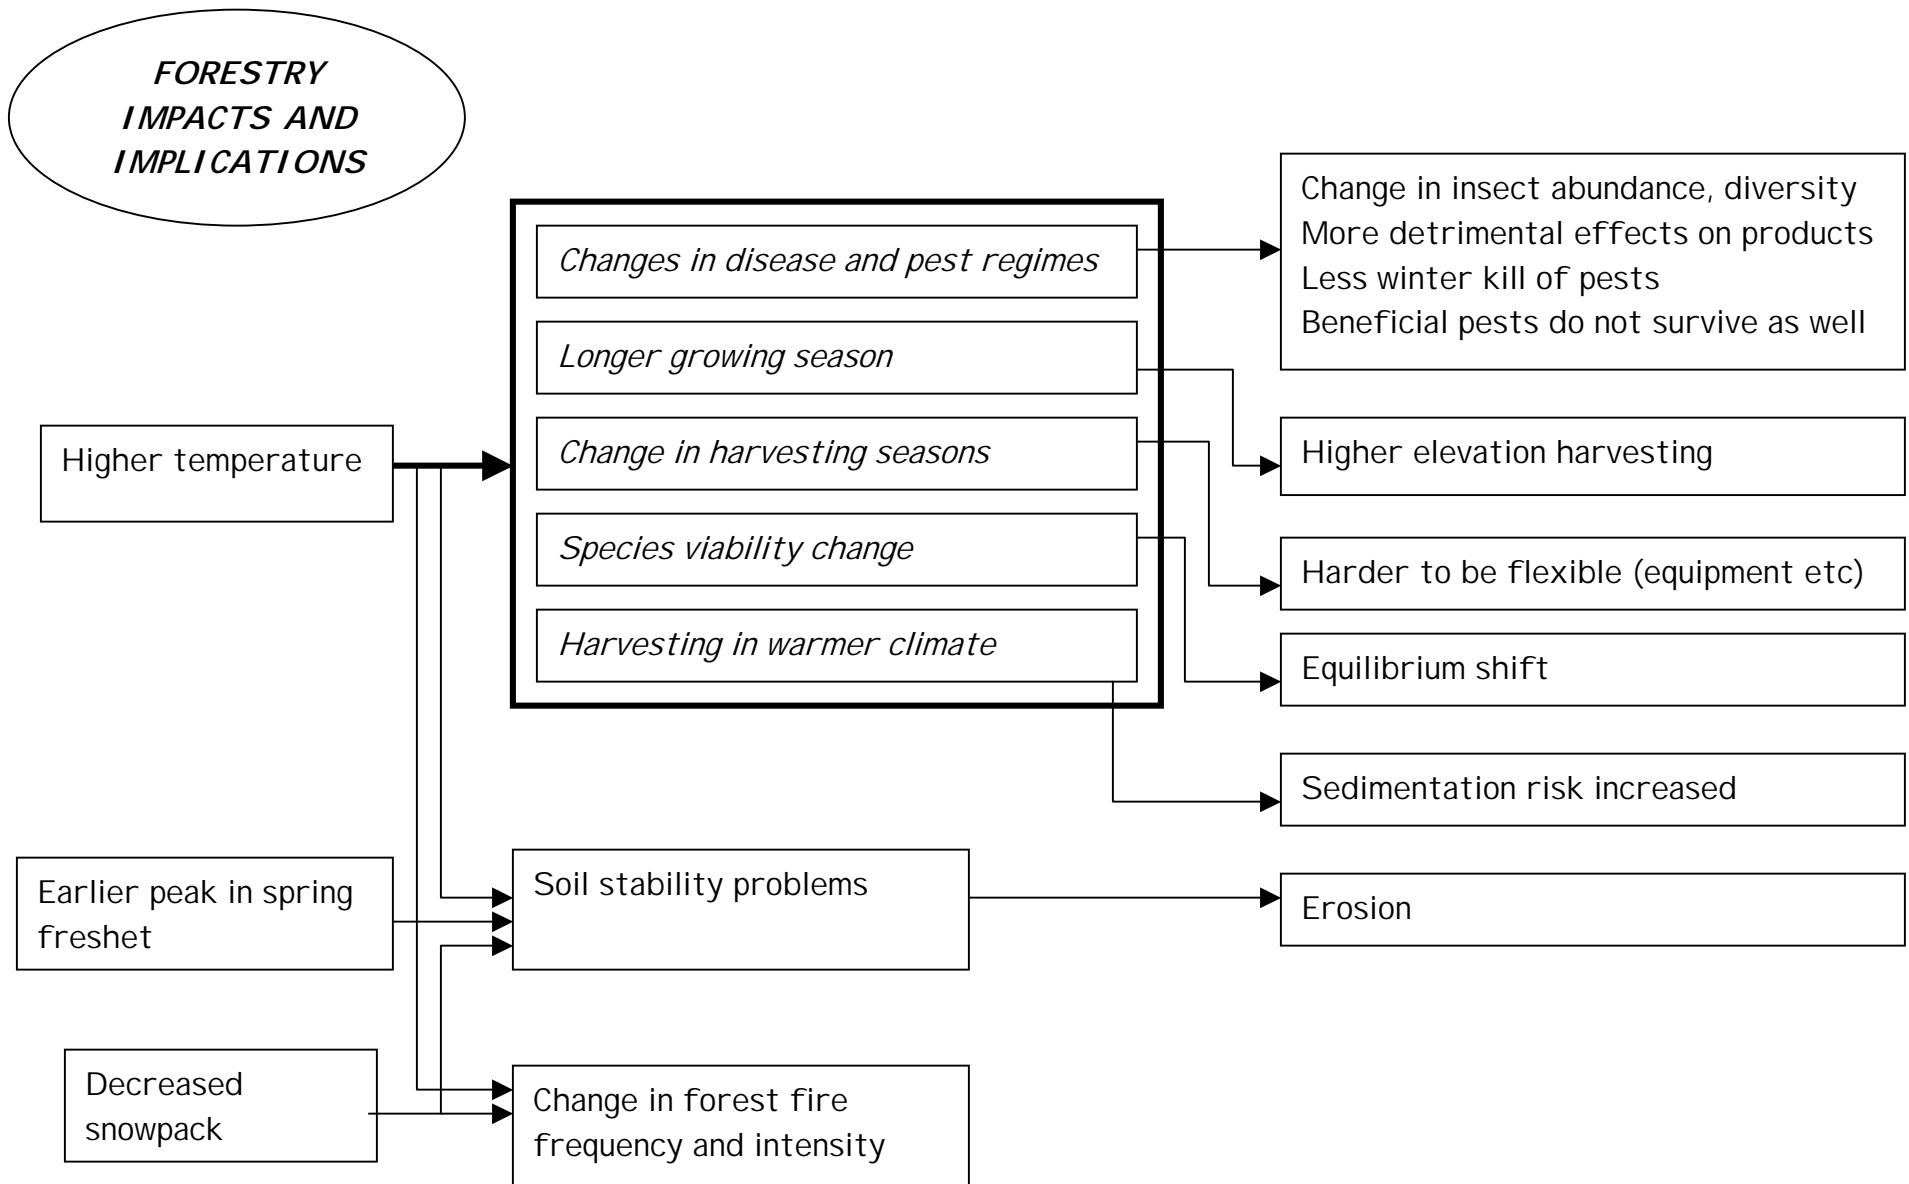 FORESTRY
IMPACTS AND
IMPLICATIONS
Change in insect abundance, diversity
More detrimental effects on products
Less winter kill of pests
Beneficial pests do not survive as well
Changes in disease and pest regimes
Longer growing season
Change in harvesting seasons
Species viability change
Harvesting in warmer climate
Higher temperature
Higher elevation harvesting
Harder to be flexible (equipment etc)
Equilibrium shift
Sedimentation risk increased
Earlier peak in spring
freshet
Soil stability problems
Erosion
Decreased
snowpack
Change in forest fire
frequency and intensity